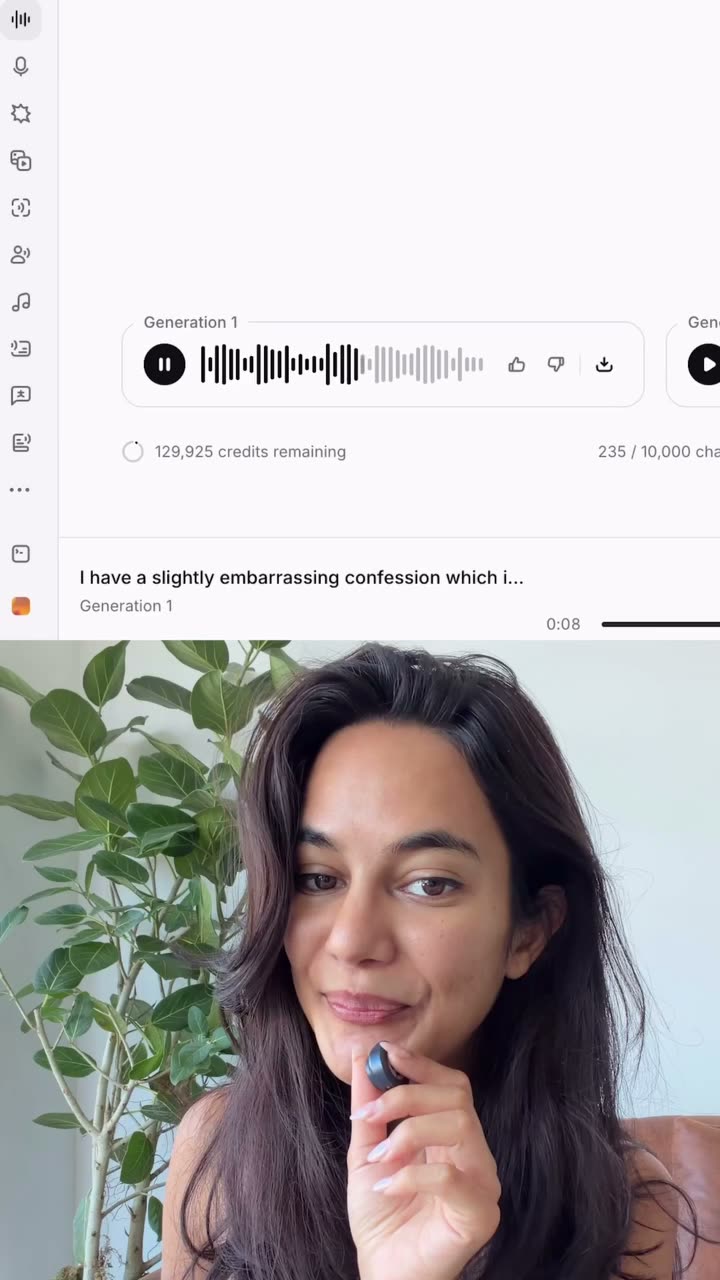 Generation 1
Gen
129,925 credits remaining
235 / 10,000 cha
I have a slightly embarrassing confession which i...
Generation 1
0:08